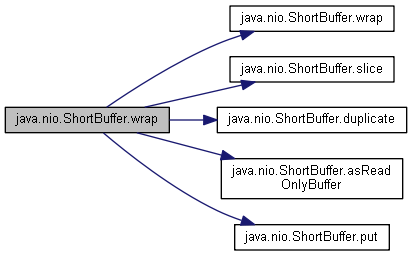 java.nio.ShortBuffer.wrap
java.nio.ShortBuffer.slice
java.nio.ShortBuffer.wrap
java.nio.ShortBuffer.duplicate
java.nio.ShortBuffer.asRead
OnlyBuffer
java.nio.ShortBuffer.put